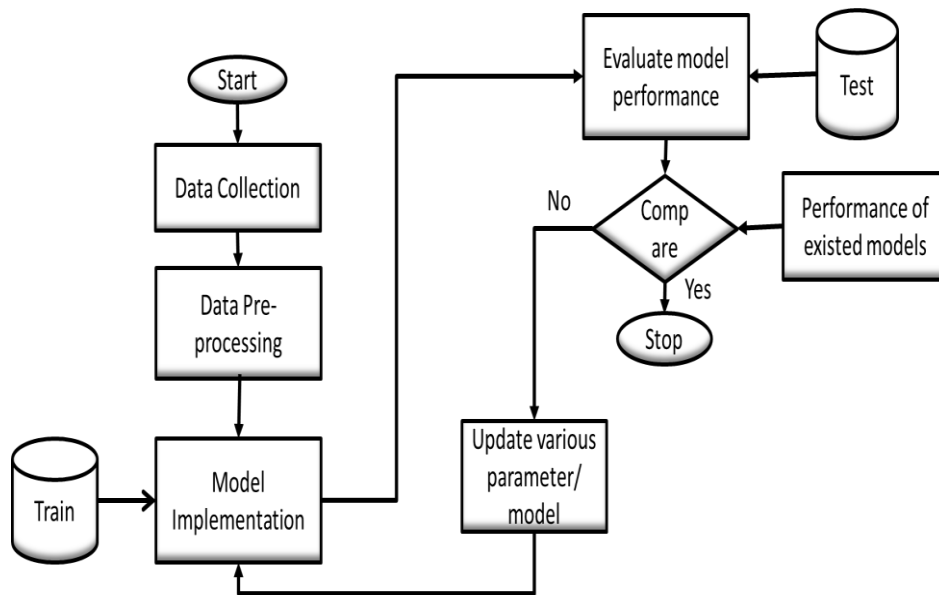 Start
Data Collection
Data Pre-
processing
Train
Model
Implementation
Evaluate model
performance
Test
Comp
are
Performance of
existed models
No
Yes
Stop
Update various
parameter/
model